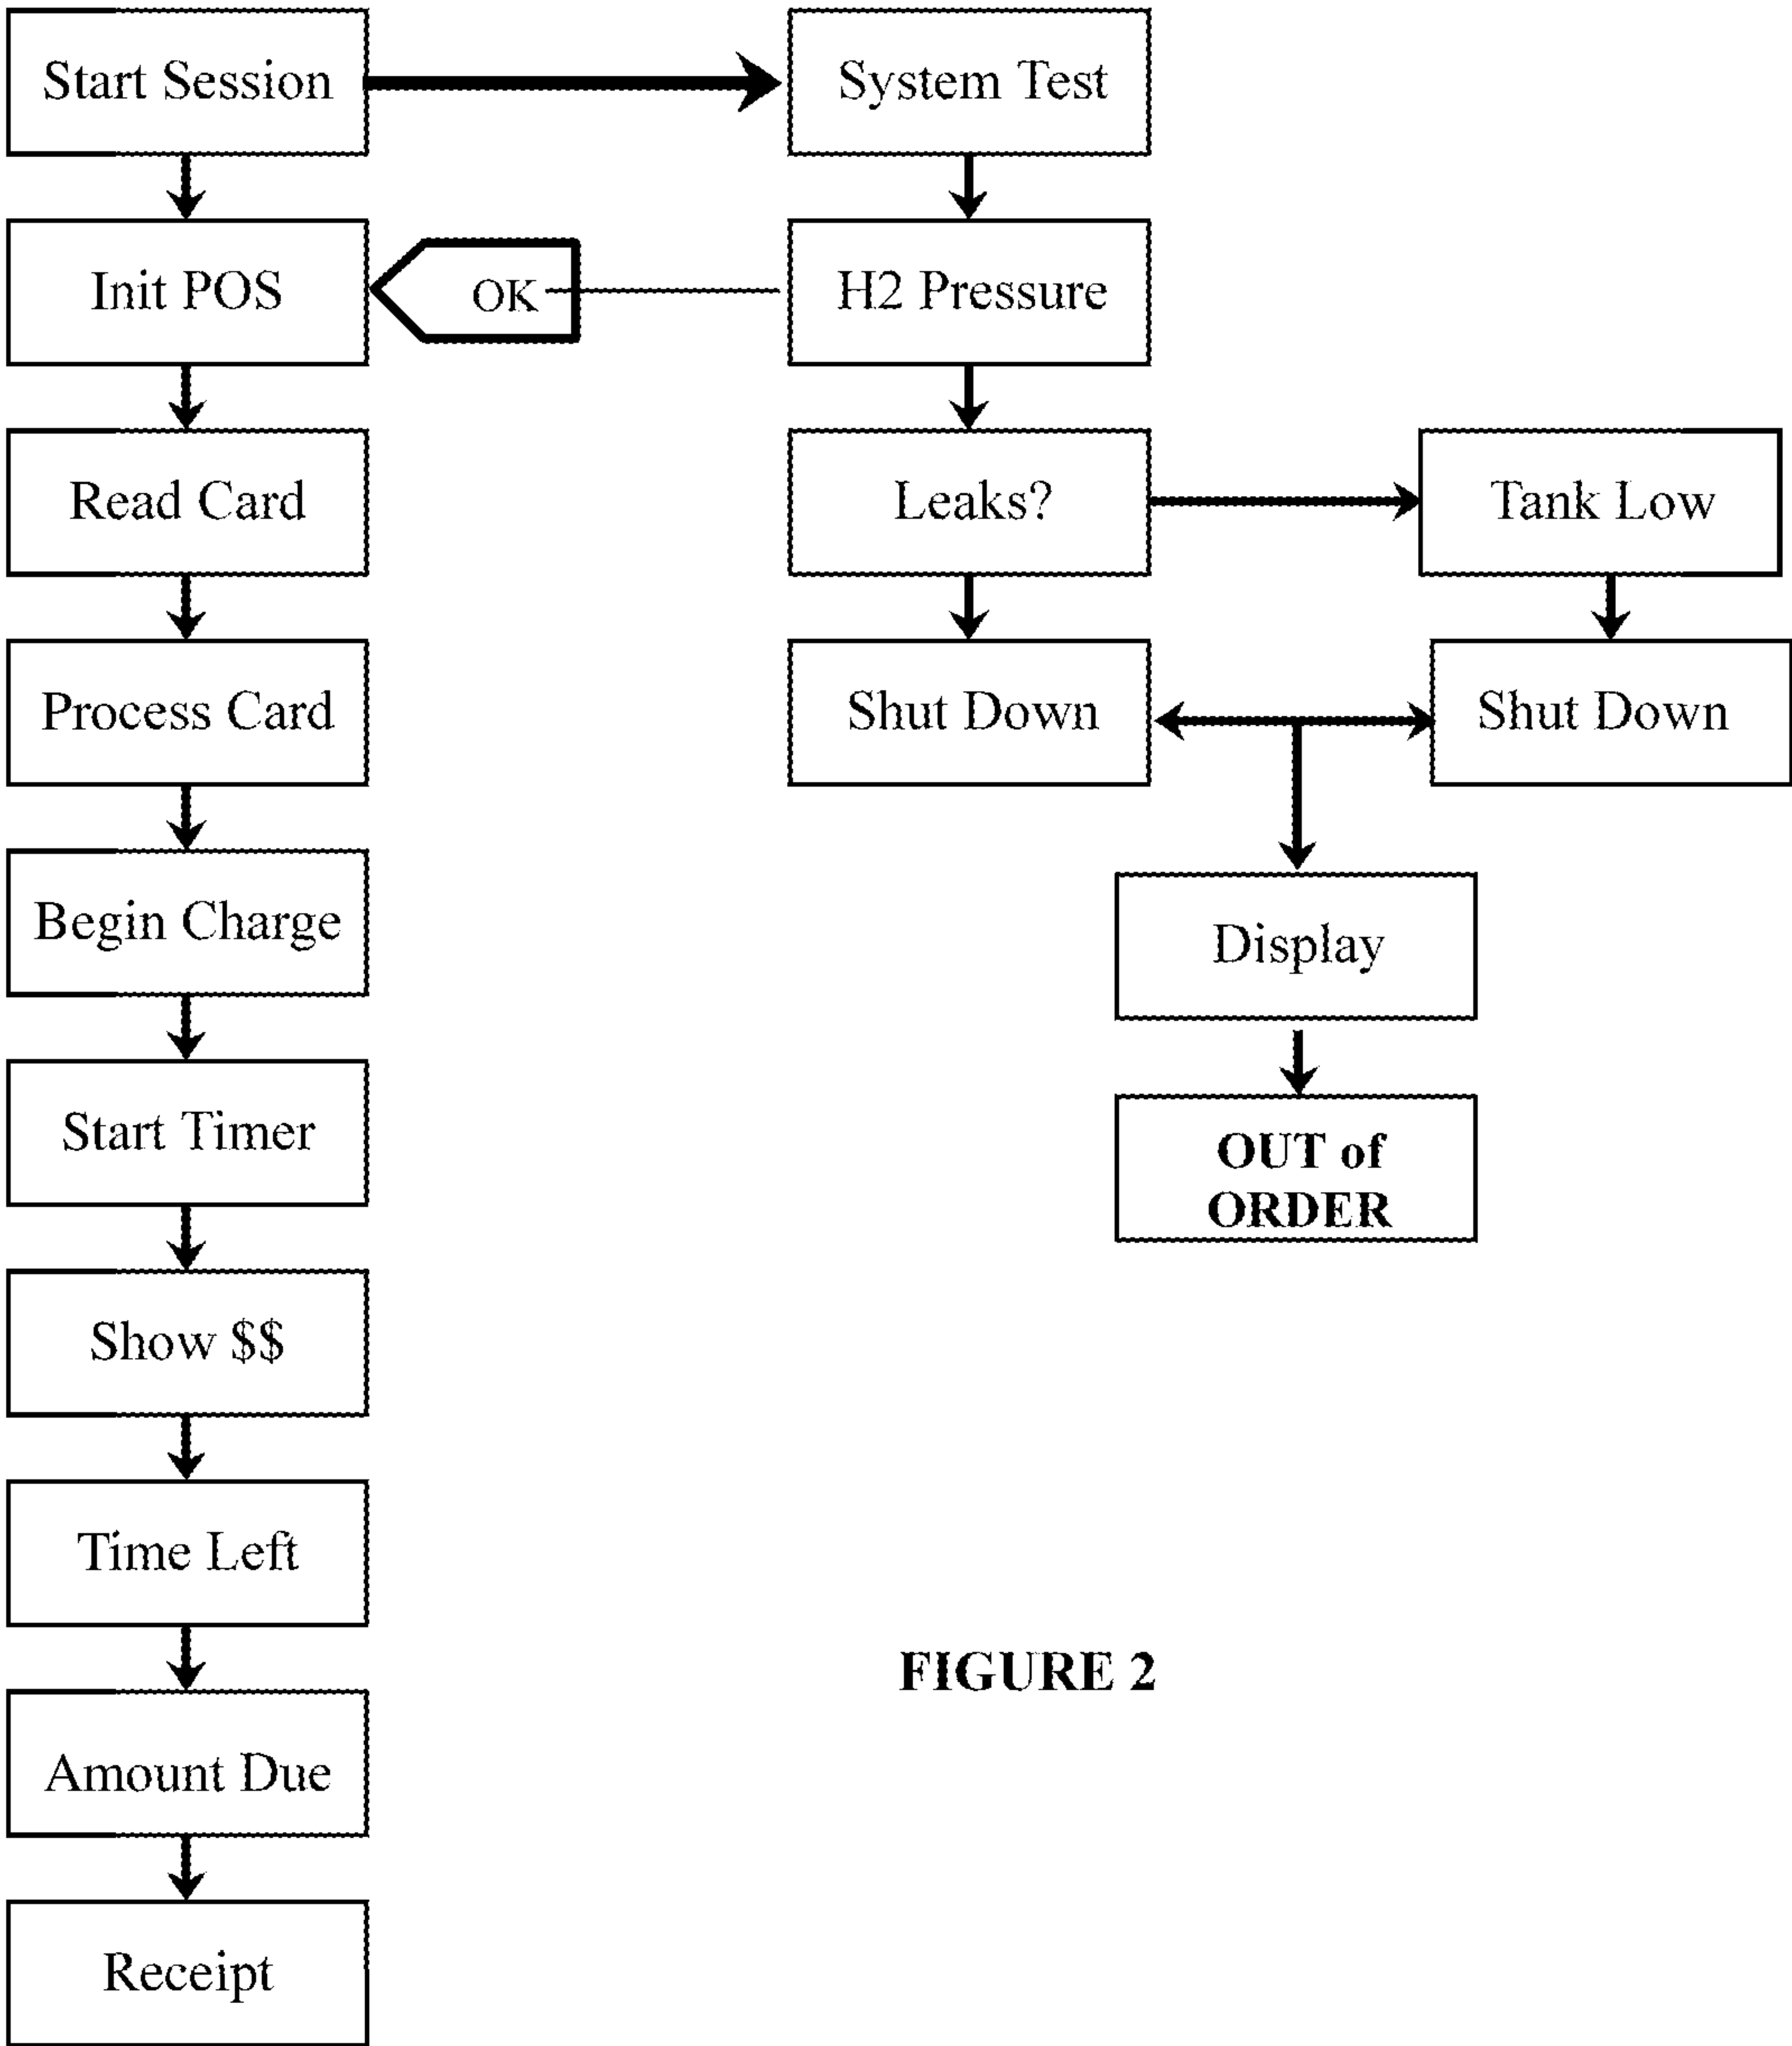 Start Session
System Test
Init POS
OK
H2 Pressure
Read Card
Leaks?
Tank Low
Process Card
Shut Down
Shut Down
Begin Charge
Display
Start Timer
OUT of
ORDER
Show $$
Time Left
FIGURE 2
Amount Due
Receipt